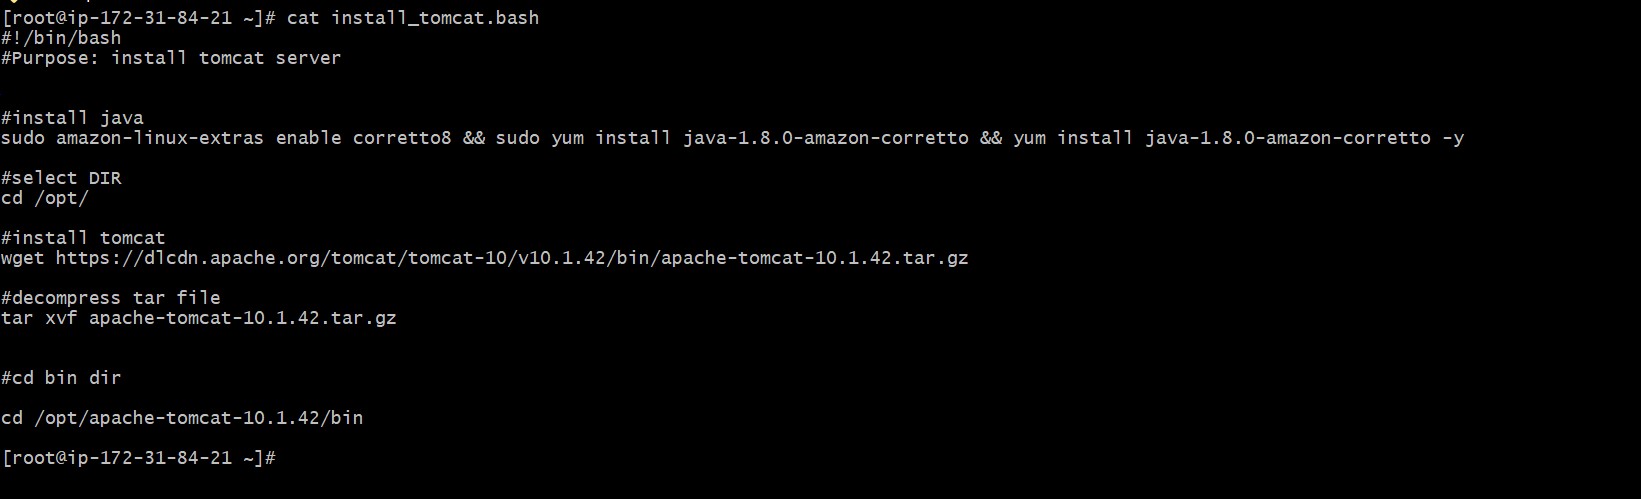 [root@ip-172-31-84-21 ~]# cat install_tomcat.bash
#!/bin/bash
#Purpose: install tomcat server
#install java
sudo amazon-linux-extras enable corretto8 && sudo yum install java-1.8.0-amazon-corretto && yum install java-1.8.0-amazon-corretto -y
#select DIR
cd /opt/
#install tomcat
wget https://dlcdn.apache.org/tomcat/tomcat-10/v10.1.42/bin/apache-tomcat-10.1.42.tar.gz
#decompress tar file
tar xvf apache-tomcat-10.1.42.tar.gz
#cd bin dir
cd /opt/apache-tomcat-10.1.42/bin
[root@ip-172-31-84-21 ~]#